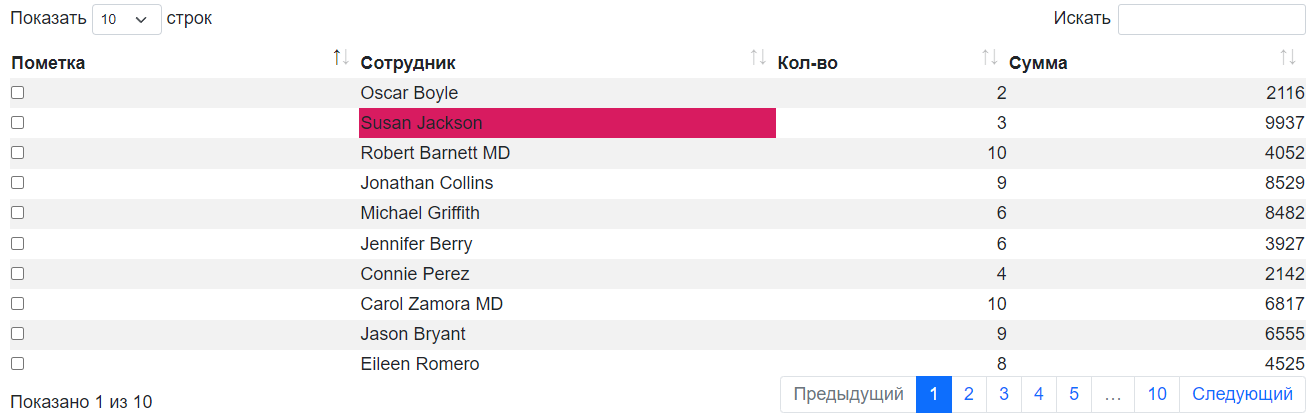 Показать 10 строк Искать
Пометка Сотрудник Кол-во Сумма
Oscar Boyle 2 2116
Susan Jackson 3 9937
Robert Barnett MD 10 4052
Jonathan Collins 9 8529
Michael Griffith 6 8482
Jennifer Berry 6 3927
Connie Perez 4 2142
Carol Zamora MD 10 6817
Jason Bryant 9 6555
Eileen Romero 8 4525
Показано 1 из 10 Предыдущий 1 2 3 4 5 … 10 Следующий